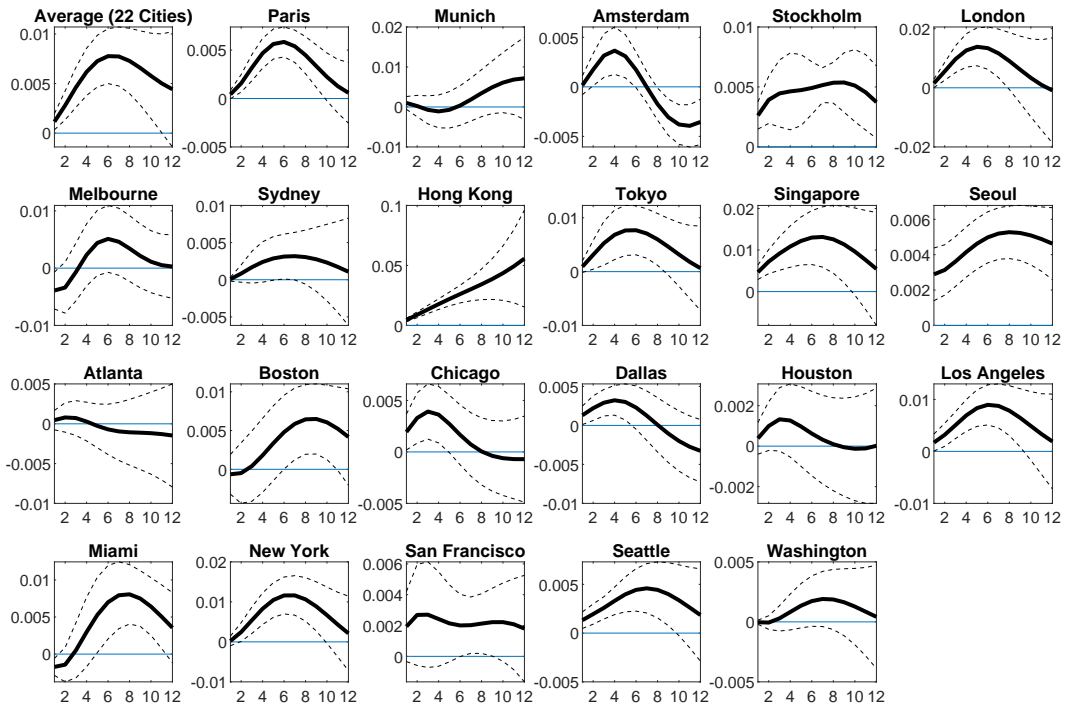 Average (22 Cities) Paris Munich Amsterdam Stockholm London
0.01 0.005 0 2 4 6 8 10 12
0.005 0 -0.005 2 4 6 8 10 12
0.02 0.01 0 -0.01 2 4 6 8 10 12
0.005 0 -0.005 2 4 6 8 10 12
0.01 0.005 0 2 4 6 8 10 12
0.02 0 -0.02 2 4 6 8 10 12
Melbourne Sydney Hong Kong Tokyo Singapore Seoul
0.01 0 -0.01 2 4 6 8 10 12
0.01 0.005 0 -0.005 2 4 6 8 10 12
0.1 0.05 0 2 4 6 8 10 12
0.01 0 -0.01 2 4 6 8 10 12
0.02 0.01 0 2 4 6 8 10 12
0.006 0.004 0.002 0 2 4 6 8 10 12
Atlanta Boston Chicago Dallas Houston Los Angeles
0.005 0 -0.005 -0.01 2 4 6 8 10 12
0.01 0.005 0 2 4 6 8 10 12
0.005 0 -0.005 2 4 6 8 10 12
0.005 0 -0.005 -0.01 2 4 6 8 10 12
0.002 0 -0.002 2 4 6 8 10 12
0.01 0 -0.01 2 4 6 8 10 12
Miami New York San Francisco Seattle Washington
0.01 0.005 0 2 4 6 8 10 12
0.02 0.01 0 -0.01 2 4 6 8 10 12
0.006 0.004 0.002 0 2 4 6 8 10 12
0.005 0 -0.005 2 4 6 8 10 12
0.005 0 -0.005 2 4 6 8 10 12